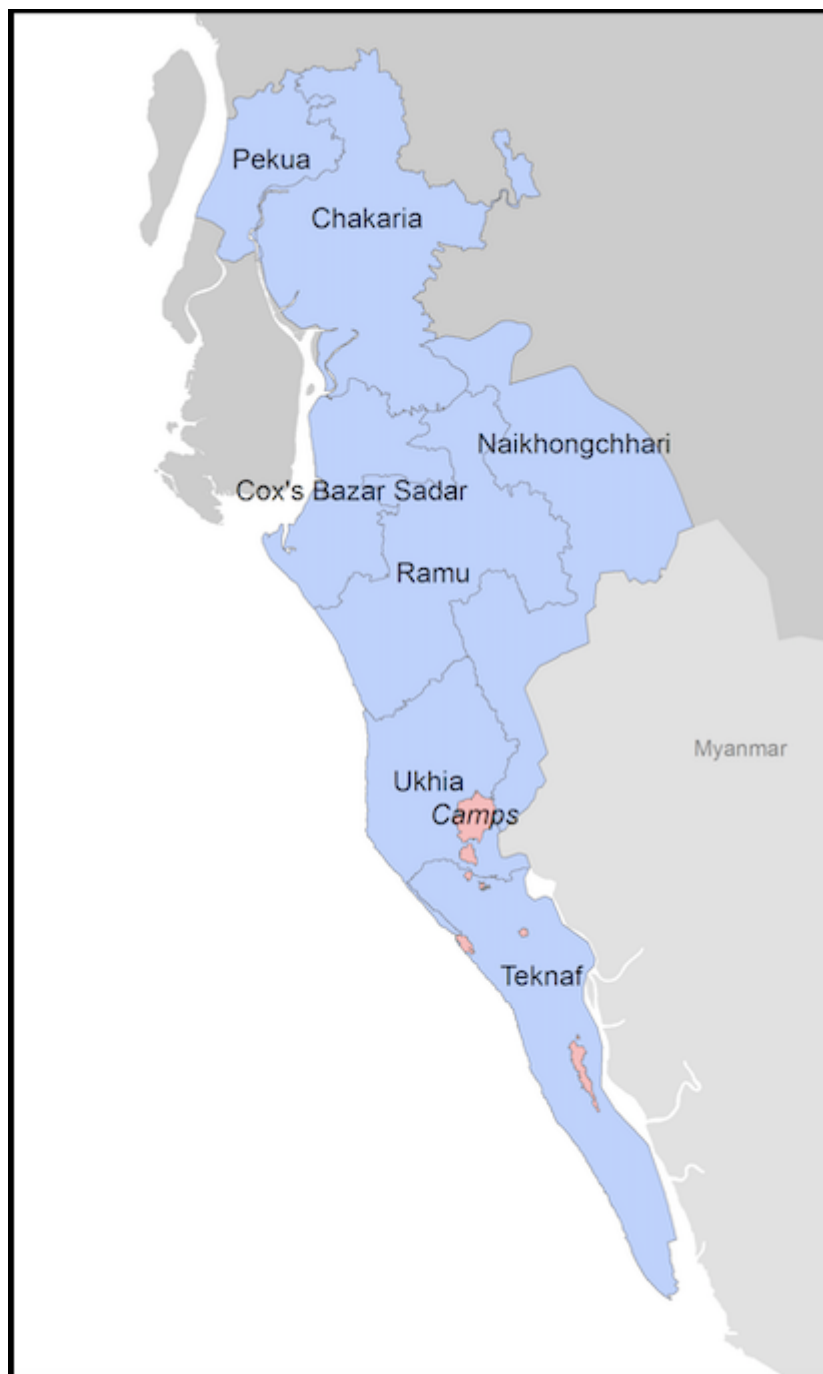 Pekua
Chakaria
Naikhongchhari
Cox's Bazar Sadar
Ramu
Myanmar
Ukhia
Camps
Teknaf